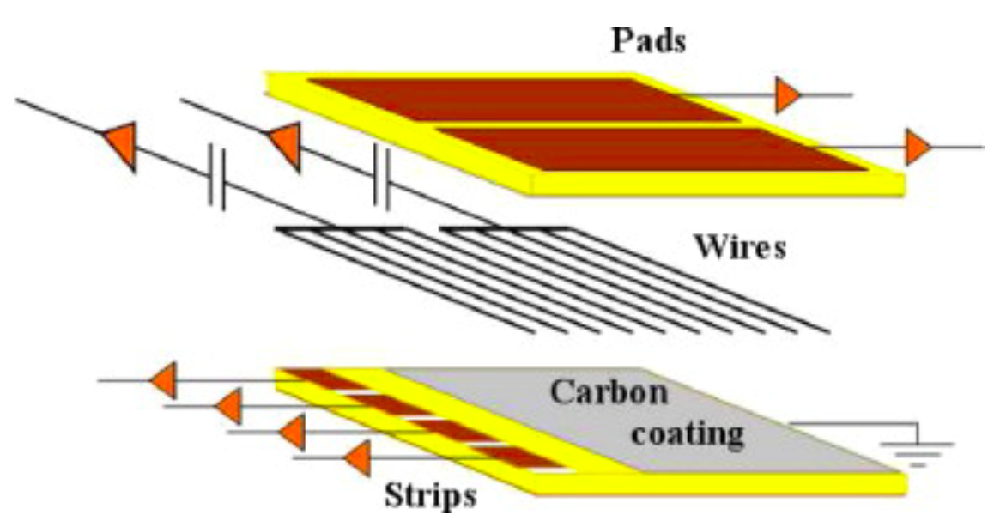 Pads
Wires
Carbon
coating
Strips